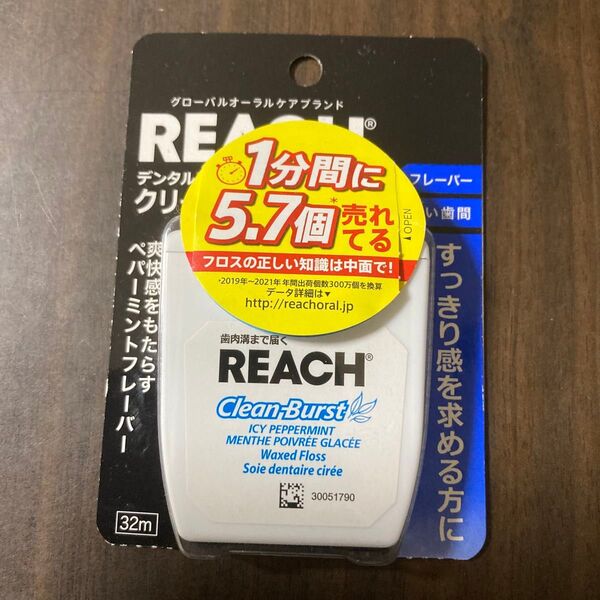 グローバルオーラルケアブランド
REACH®
デンタル
クリ
フレーバー
い歯間
1分間に
5.7個*売れてる
フロスの正しい知識は中面で!
*2019年～2021年年間出荷個数300万個を換算
データ詳細は▼
http://reachoral.jp
▲OPEN
爽快感をもたらす
ペパーミントフレーバー
すっきり感を求める方に
歯肉溝まで届く
REACH®
Clean-Burst
ICY PEPPERMINT
MENTHE POIVRÉE GLACÉE
Waxed Floss
Soie dentaire cirée
30051790
32m